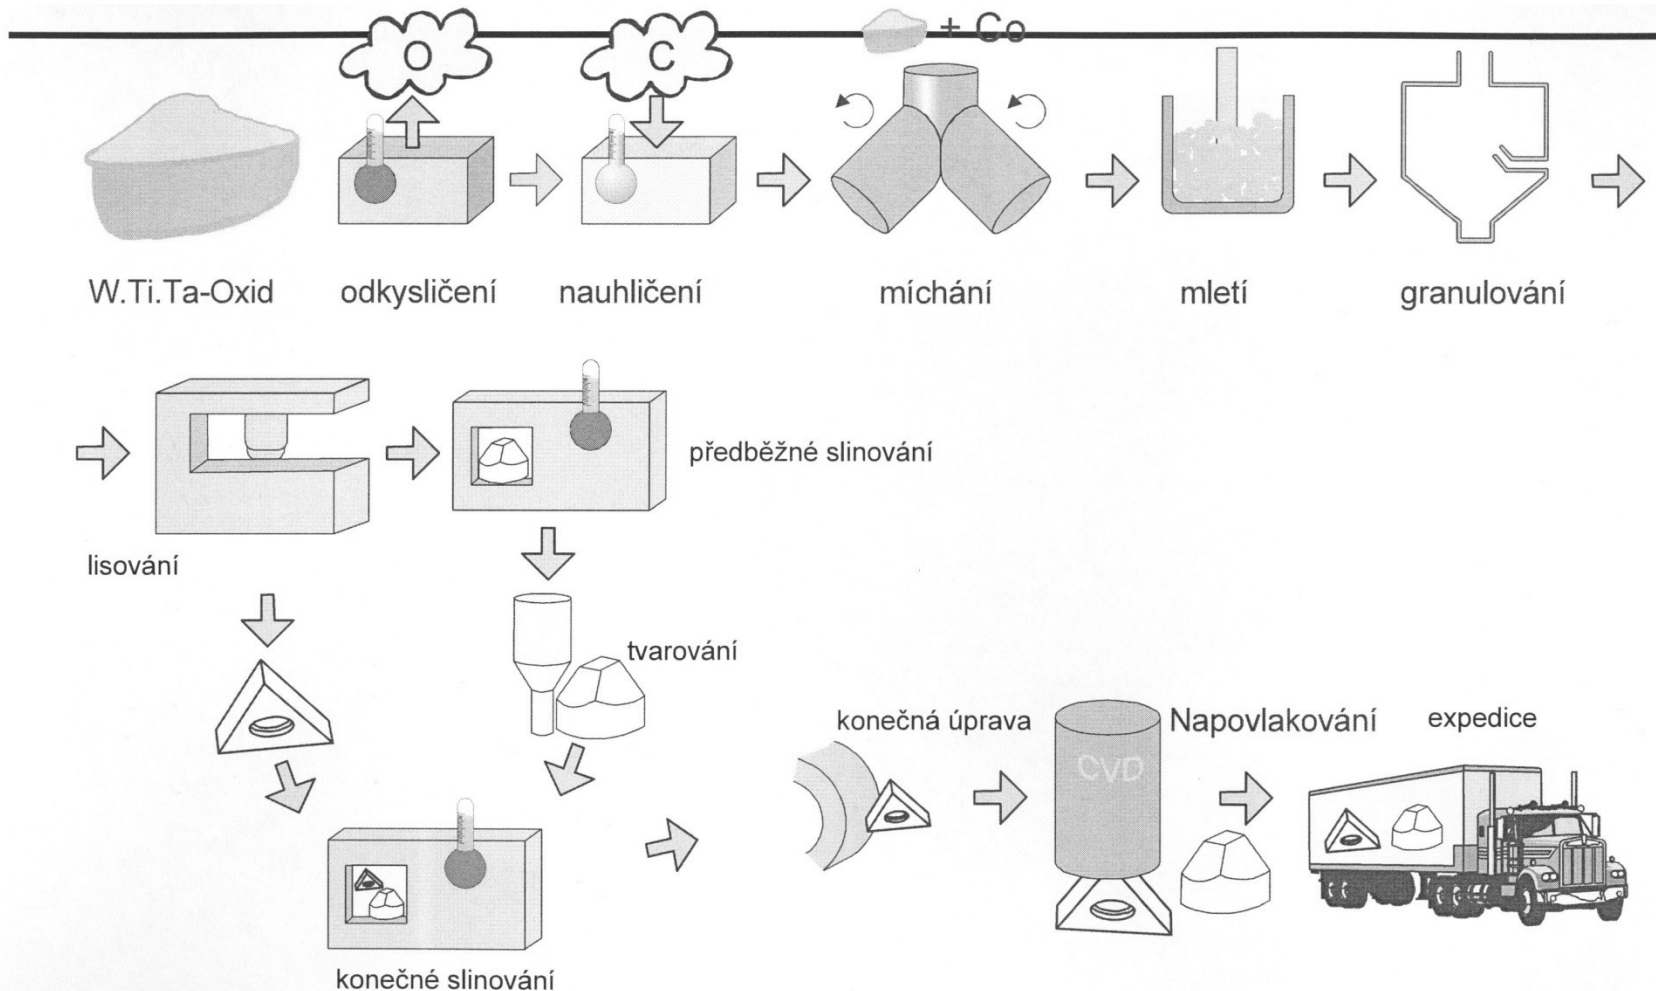 + Co
O
C
W.Ti.Ta-Oxid
odkysličení
nauhličení
míchání
mletí
granulování
předběžné slinování
lisování
tvarování
konečná úprava
Napovlakování
expedice
CVD
konečné slinování